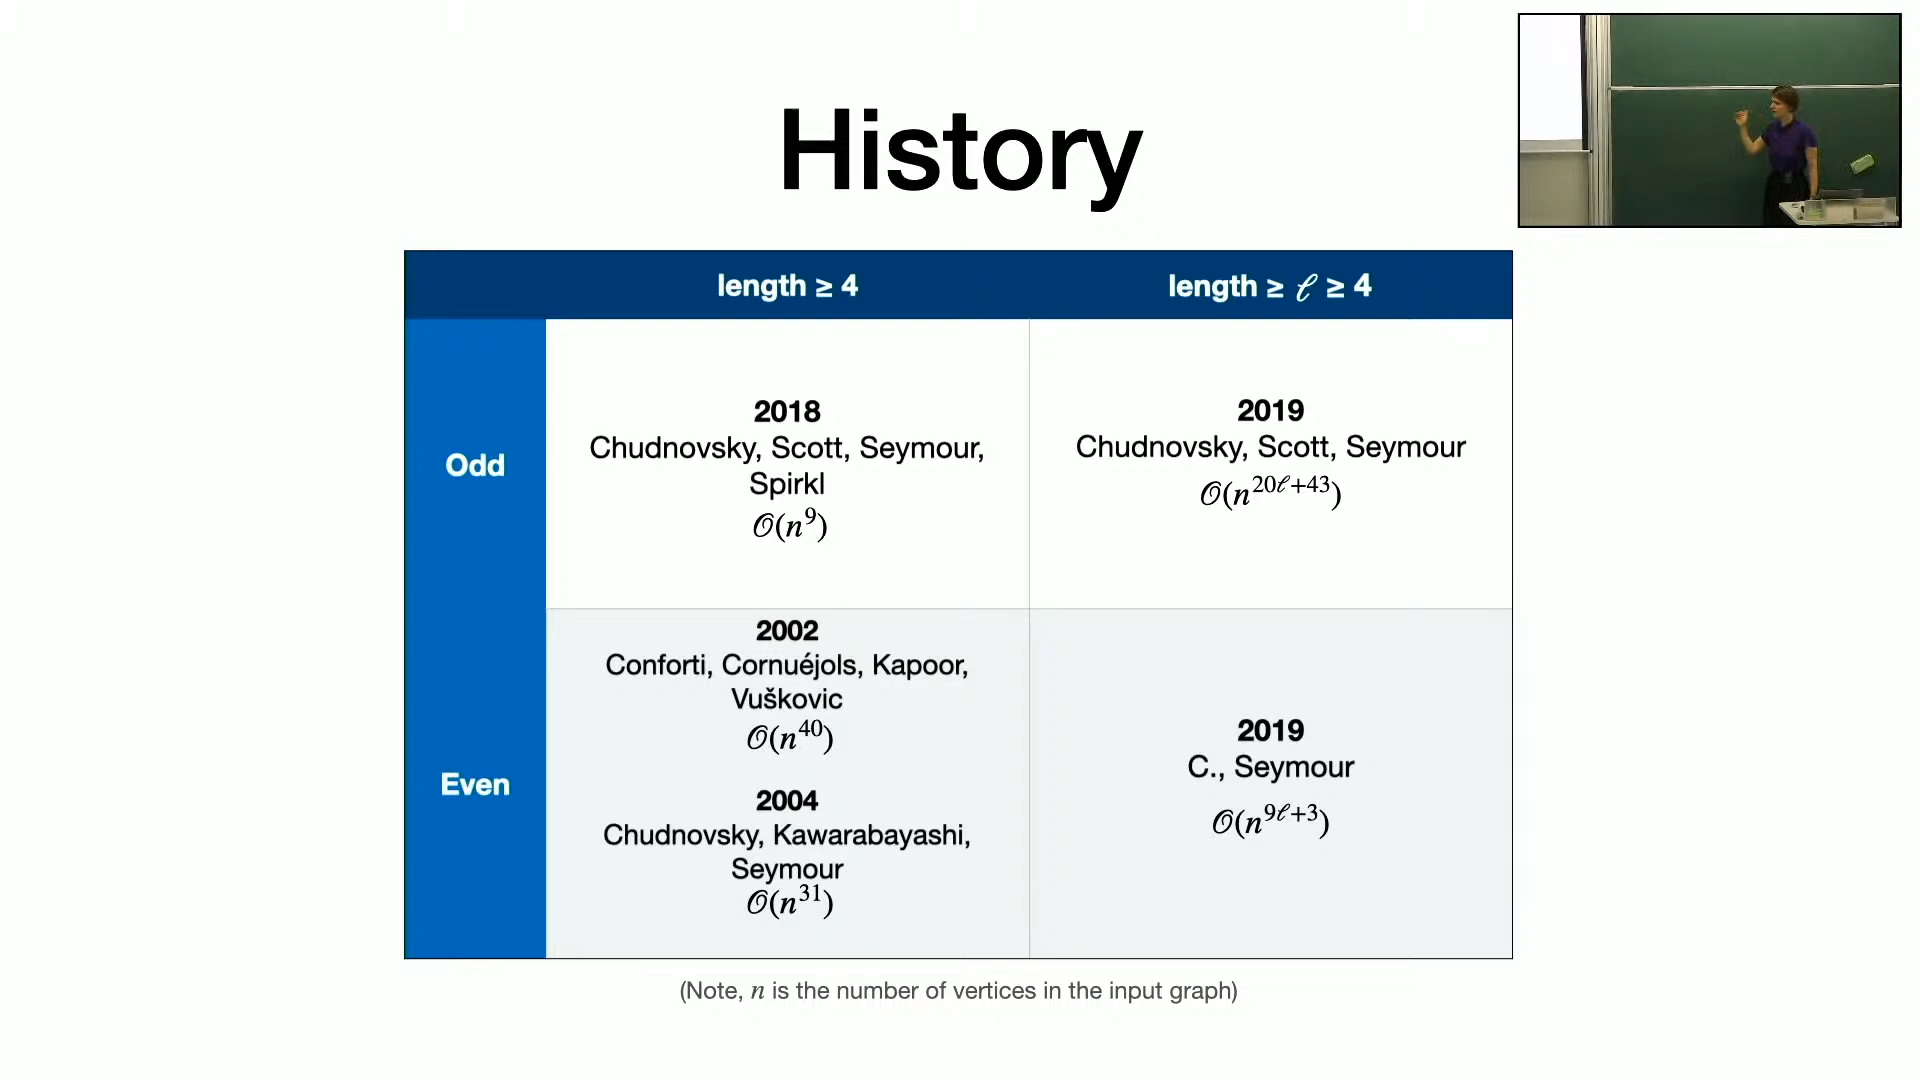 History
length ≥ 4
length ≥ ℓ ≥ 4
Odd
2018
Chudnovsky, Scott, Seymour,
Spirkl
𝒪(n⁹)
2019
Chudnovsky, Scott, Seymour
𝒪(n²⁰ℓ⁺⁴³)
Even
2002
Conforti, Cornuéjols, Kapoor,
Vuškovic
𝒪(n⁴⁰)
2004
Chudnovsky, Kawarabayashi,
Seymour
𝒪(n³¹)
2019
C., Seymour
𝒪(n⁹ℓ⁺³)
(Note, n is the number of vertices in the input graph)